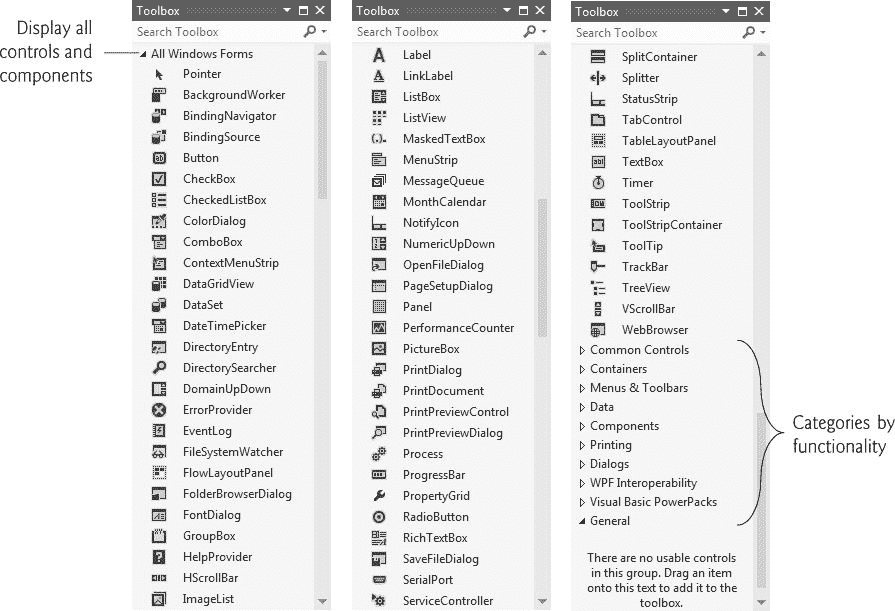 Display all
controls and
components
Toolbox
Search Toolbox
All Windows Forms
Pointer
BackgroundWorker
BindingNavigator
BindingSource
Button
CheckBox
CheckedListBox
ColorDialog
ComboBox
ContextMenuStrip
DataGridView
DataSet
DateTimePicker
DirectoryEntry
DirectorySearcher
DomainUpDown
ErrorProvider
EventLog
FileSystemWatcher
FlowLayoutPanel
FolderBrowserDialog
FontDialog
GroupBox
HelpProvider
HScrollBar
ImageList
Toolbox
Search Toolbox
Label
LinkLabel
ListBox
ListView
MaskedTextBox
MenuStrip
MessageQueue
MonthCalendar
NotifyIcon
NumericUpDown
OpenFileDialog
PageSetupDialog
Panel
PerformanceCounter
PictureBox
PrintDialog
PrintDocument
PrintPreviewControl
PrintPreviewDialog
Process
ProgressBar
PropertyGrid
RadioButton
RichTextBox
SaveFileDialog
SerialPort
ServiceController
Toolbox
Search Toolbox
SplitContainer
Splitter
StatusStrip
TabControl
TableLayoutPanel
TextBox
Timer
ToolStrip
ToolStripContainer
ToolTip
TrackBar
TreeView
VScrollBar
WebBrowser
Common Controls
Containers
Menus & Toolbars
Data
Components
Printing
Dialogs
WPF Interoperability
Visual Basic PowerPacks
General
There are no usable controls
in this group. Drag an item
onto this text to add it to the
toolbox.
Categories by
functionality